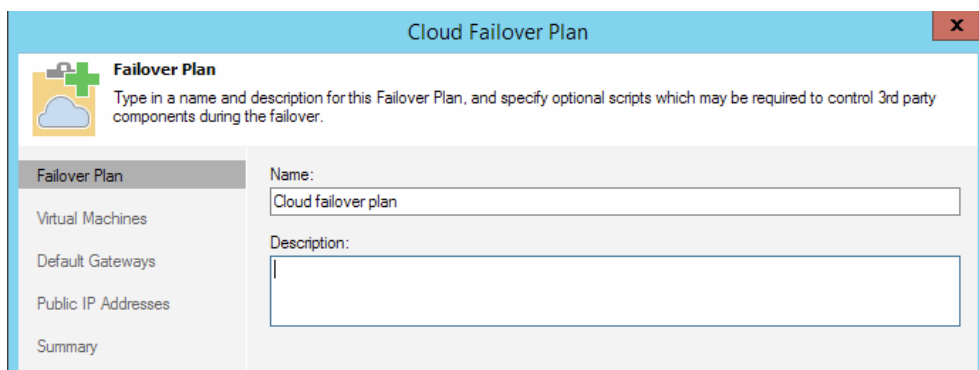 Cloud Failover Plan
x
Failover Plan
Type in a name and description for this Failover Plan, and specify optional scripts which may be required to control 3rd party
components during the failover.
Failover Plan
Name:
Cloud failover plan
Virtual Machines
Description:
Default Gateways
Public IP Addresses
Summary